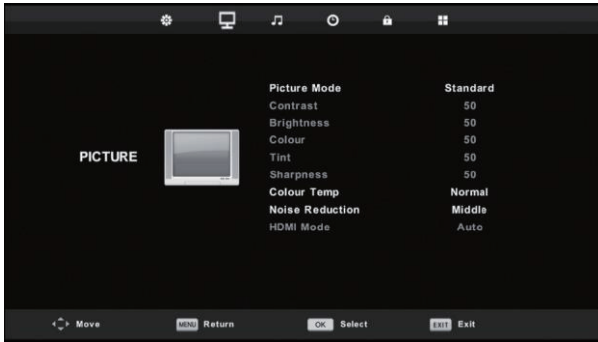 Picture Mode Standard
Contrast 50
Brightness 50
Colour 50
PICTURE
Tint 50
Sharpness 50
Colour Temp Normal
Noise Reduction Middle
HDMI Mode Auto
Move MENU Return OK Select EXIT Exit